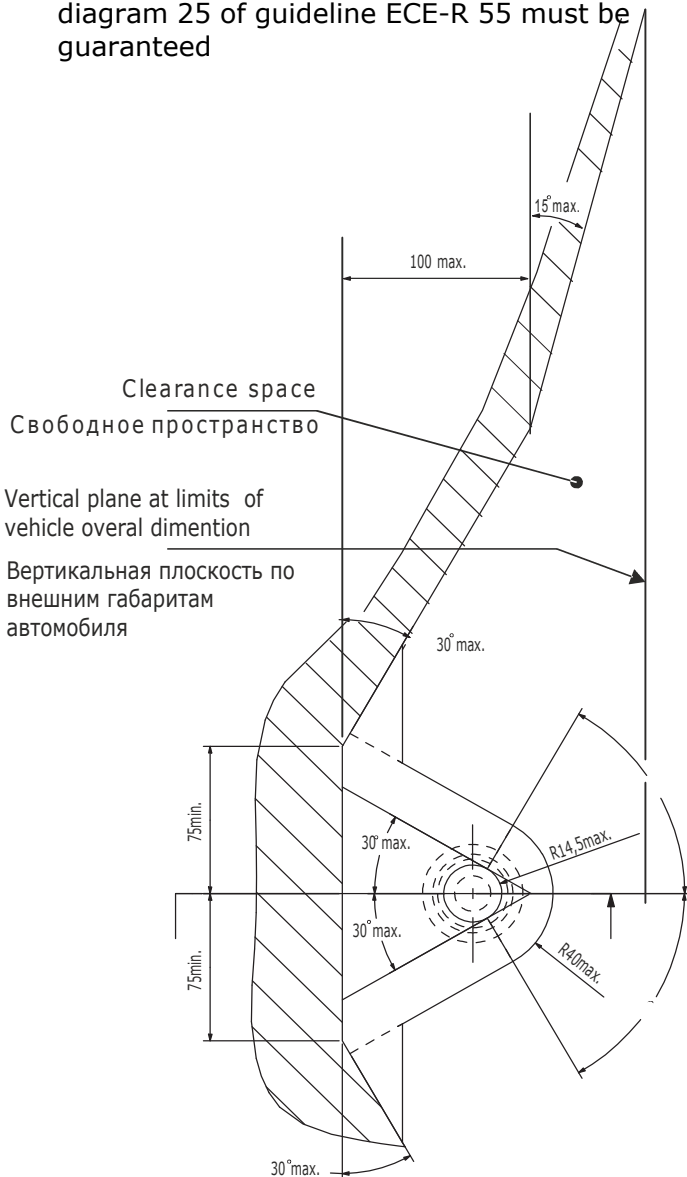 diagram 25 of guideline ECE-R 55 must be
guaranteed
15° max.
100 max.
Clearance space
Свободное пространство
Vertical plane at limits of
vehicle overal dimention
Вертикальная плоскость по
внешним габаритам
автомобиля
30° max.
75min.
30° max.
R14,5max.
30° max.
75min.
R40max.
30° max.